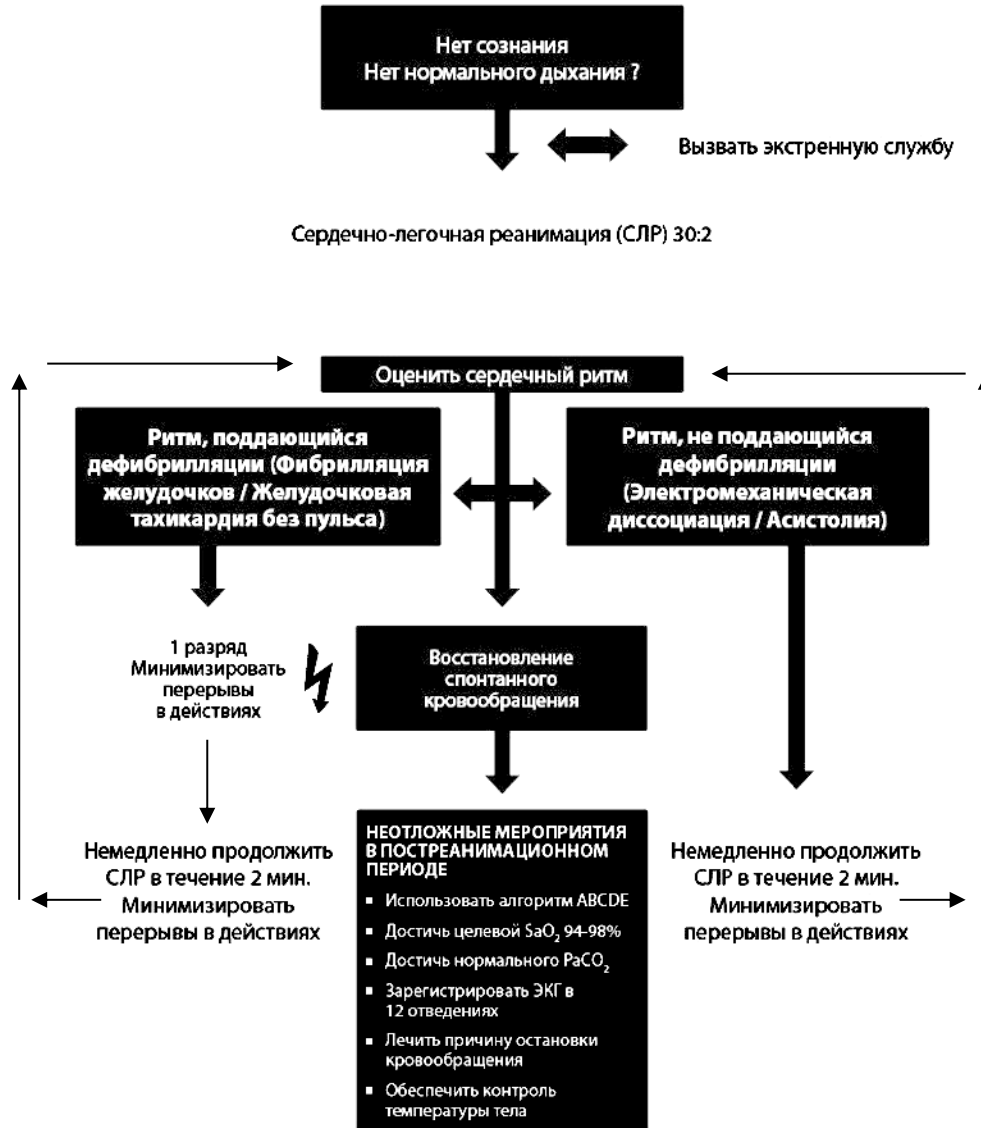 Нет сознания
Нет нормального дыхания ?
Вызвать экстренную службу
Сердечно-легочная реанимация (СЛР) 30:2
Оценить сердечный ритм
Ритм, поддающийся
дефибрилляции (Фибрилляция
желудочков / Желудочковая
тахикардия без пульса)
Ритм, не поддающийся
дефибрилляции
(Электромеханическая
диссоциация / Асистолия)
1 разряд
Минимизировать
перерывы
в действиях
Восстановление
спонтанного
кровообращения
Немедленно продолжить
СЛР в течение 2 мин.
Минимизировать
перерывы в действиях
НЕОТЛОЖНЫЕ МЕРОПРИЯТИЯ
В ПОСТРЕАНИМАЦИОННОМ
ПЕРИОДЕ
▪ Использовать алгоритм ABCDE
▪ Достичь целевой SaO₂ 94-98%
▪ Достичь нормального PaCO₂
▪ Зарегистрировать ЭКГ в
12 отведениях
▪ Лечить причину остановки
кровообращения
▪ Обеспечить контроль
температуры тела
Немедленно продолжить
СЛР в течение 2 мин.
Минимизировать
перерывы в действиях